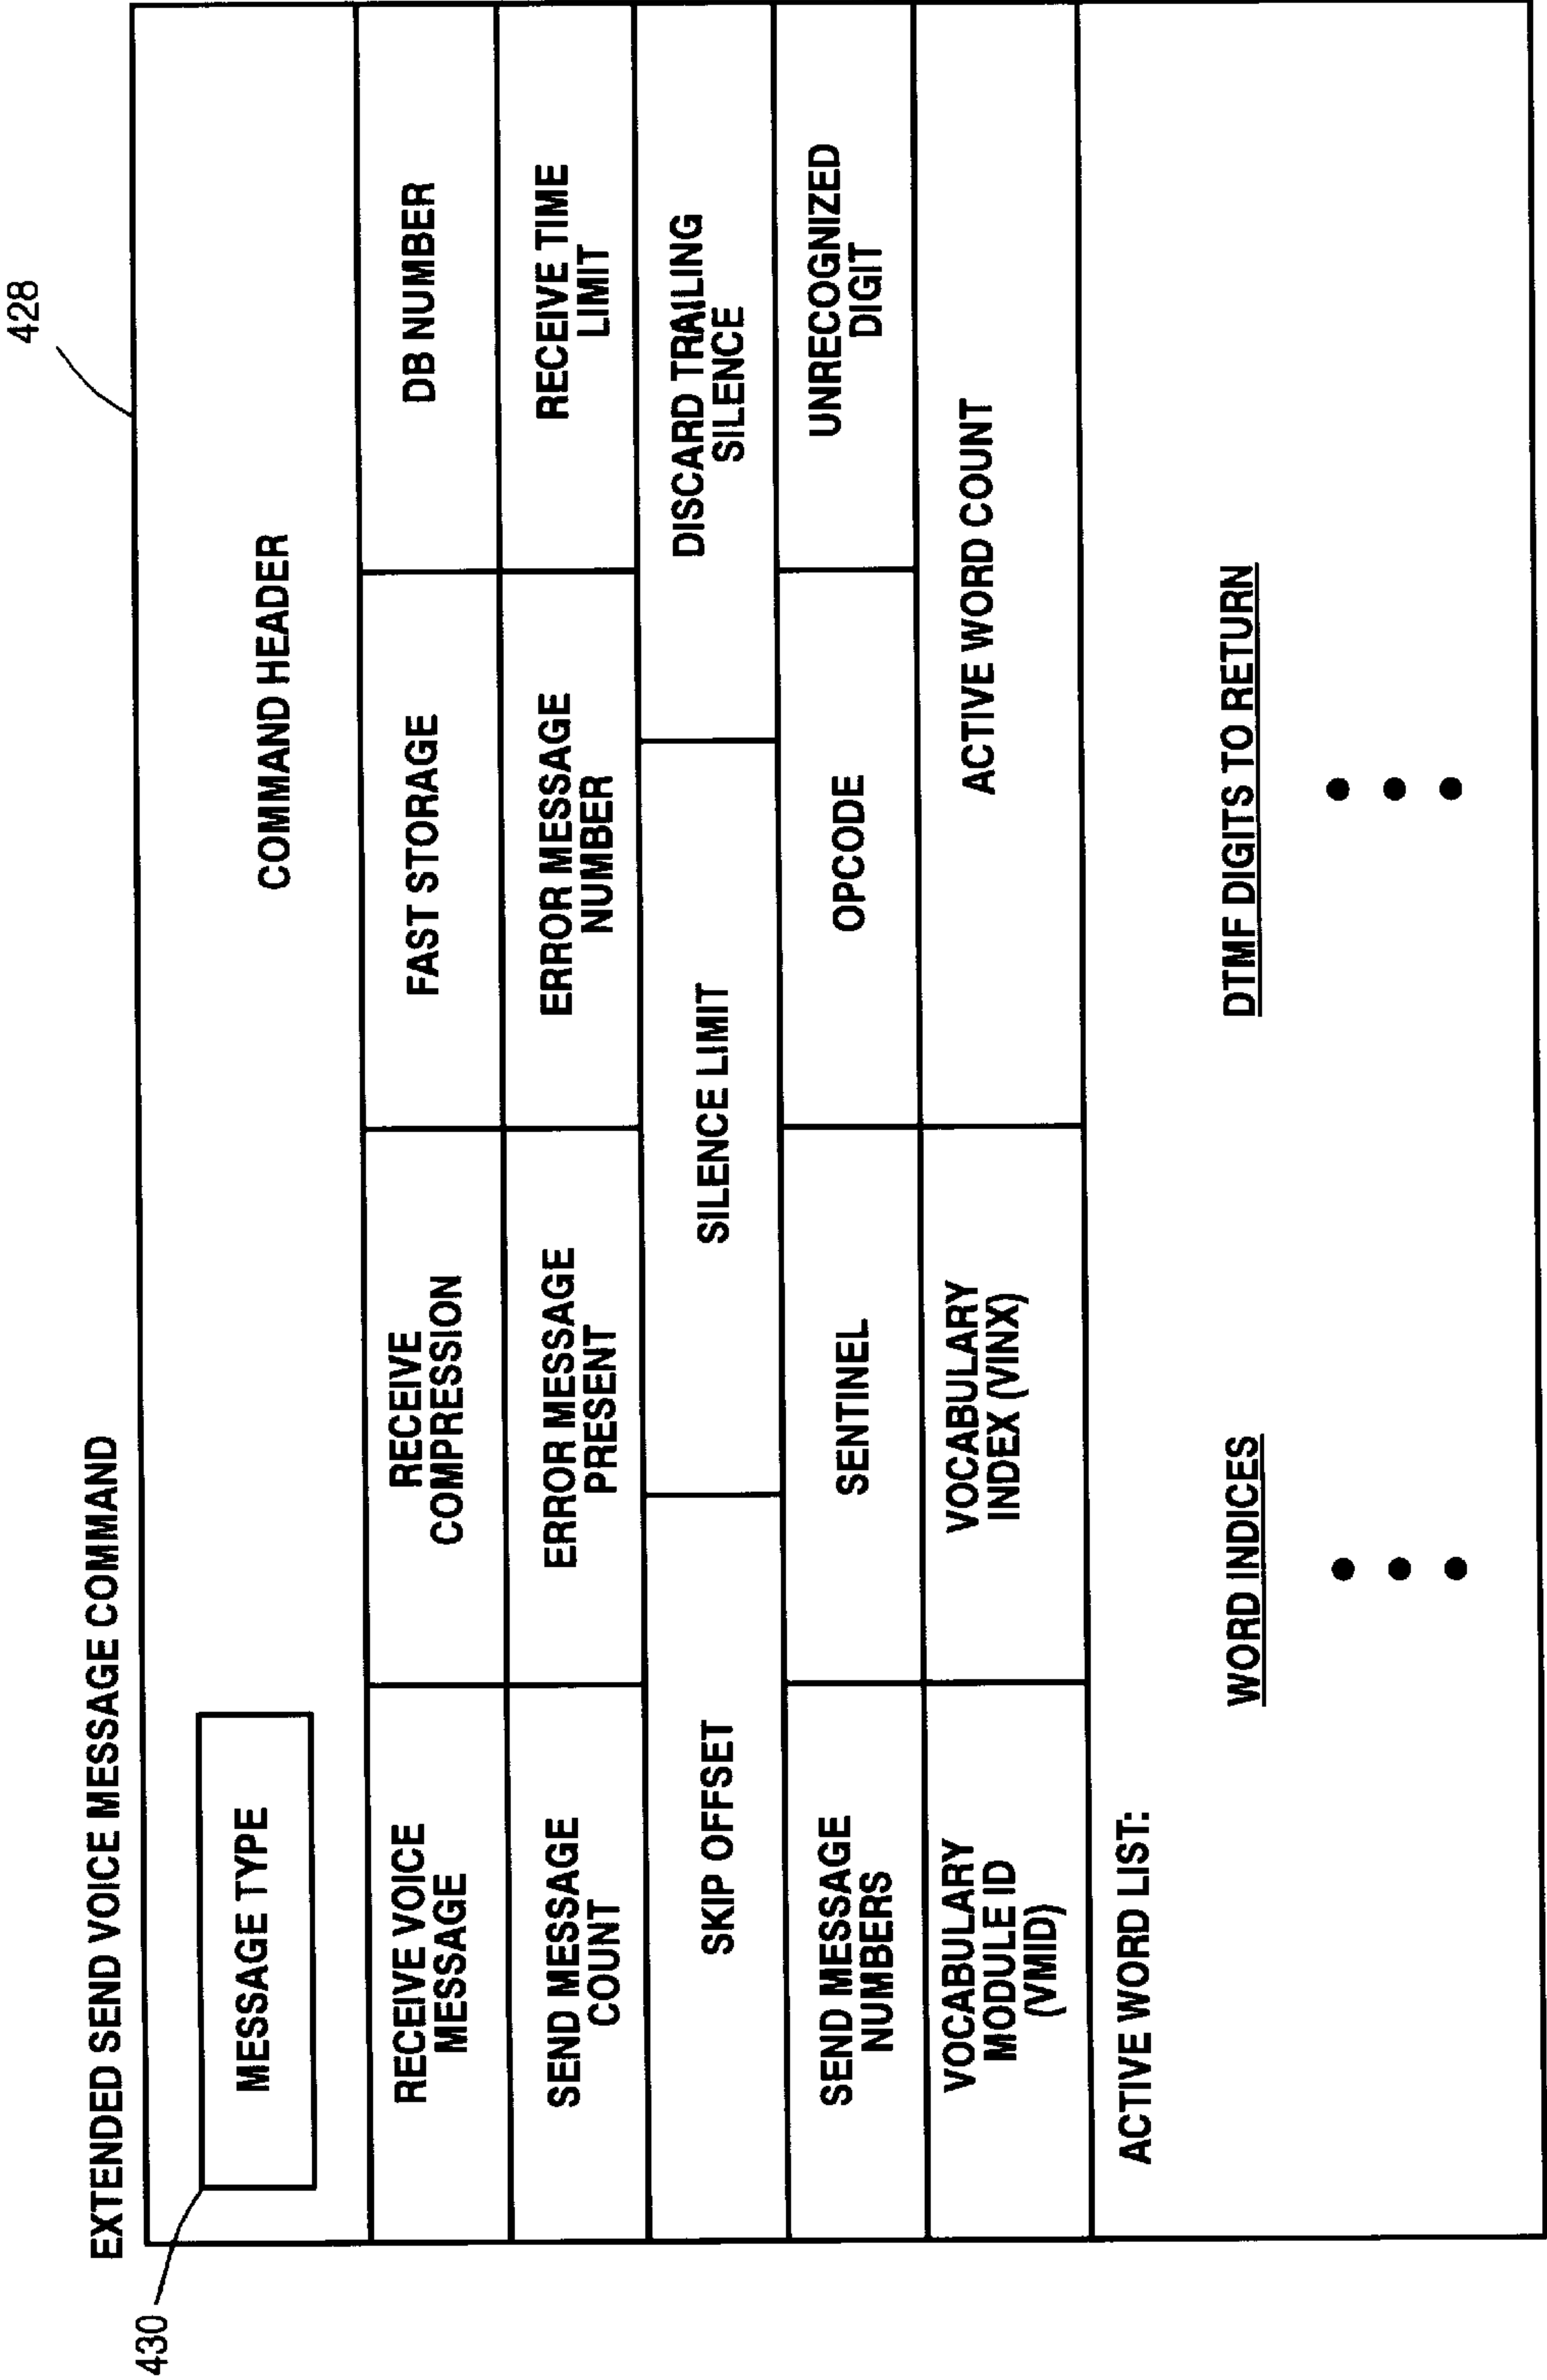 428
EXTENDED SEND VOICE MESSAGE COMMAND
430
MESSAGE TYPE
COMMAND HEADER
RECEIVE VOICE
MESSAGE
RECEIVE
COMPRESSION
FAST STORAGE
DB NUMBER
SEND MESSAGE
COUNT
ERROR MESSAGE
PRESENT
ERROR MESSAGE
NUMBER
RECEIVE TIME
LIMIT
SKIP OFFSET
SILENCE LIMIT
DISCARD TRAILING
SILENCE
SEND MESSAGE
NUMBERS
SENTINEL
OPCODE
UNRECOGNIZED
DIGIT
VOCABULARY
MODULE ID
(VMID)
VOCABULARY
INDEX (VINX)
ACTIVE WORD COUNT
ACTIVE WORD LIST:
WORD INDICES
DTMF DIGITS TO RETURN